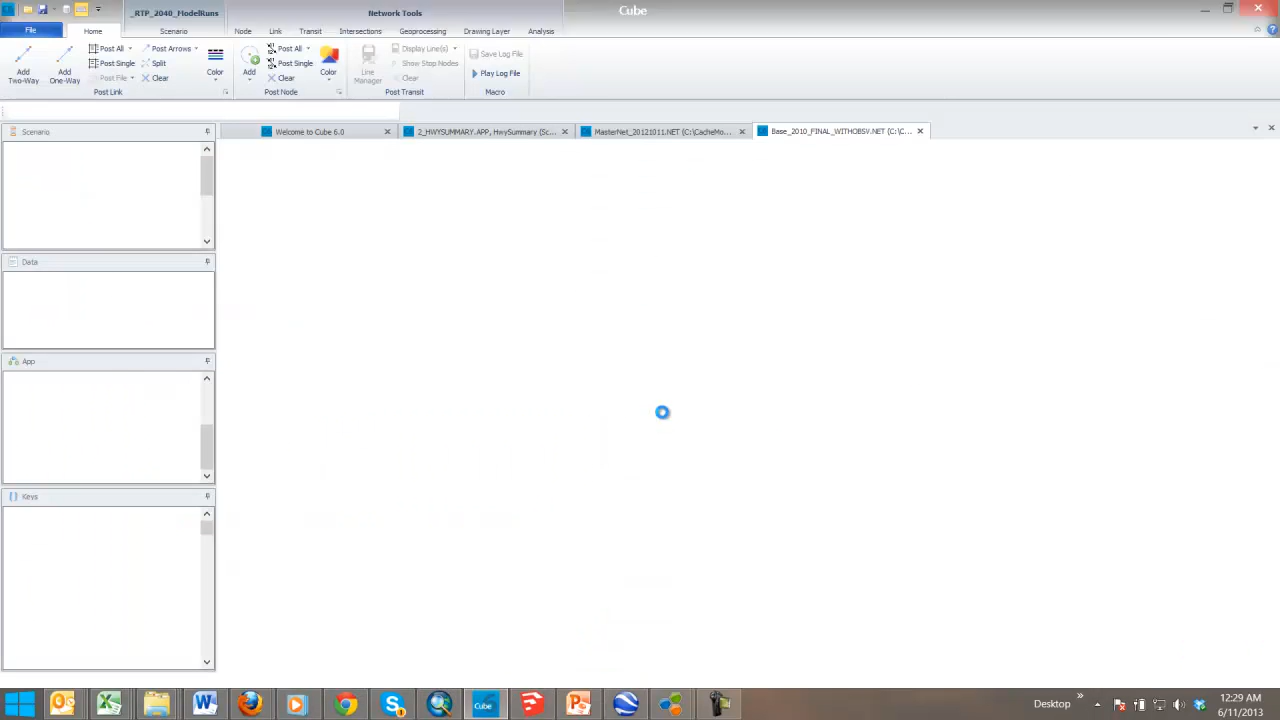 _RTP_2040_ModelRuns Network Tools Cube
File Home Scenario Node Link Transit Intersections Geoprocessing Drawing Layer Analysis
Add Two-Way
Add One-Way
Post All
Post Single
Post File
Post Arrows
Split
Clear
Color
Post Link
Add
Post All
Post Single
Clear
Color
Post Node
Line Manager
Display Line(s)
Show Stop Nodes
Clear
Post Transit
Save Log File
Play Log File
Macro
Scenario
Welcome to Cube 6.0
2_HWYSUMMARY.APP, HwySummary (Sc...
MasterNet_20121011.NET (C:\CacheMo...
Base_2010_FINAL_WITHOBSV.NET (C:\C...
Data
App
Keys
Cube
Desktop
12:29 AM
6/11/2013